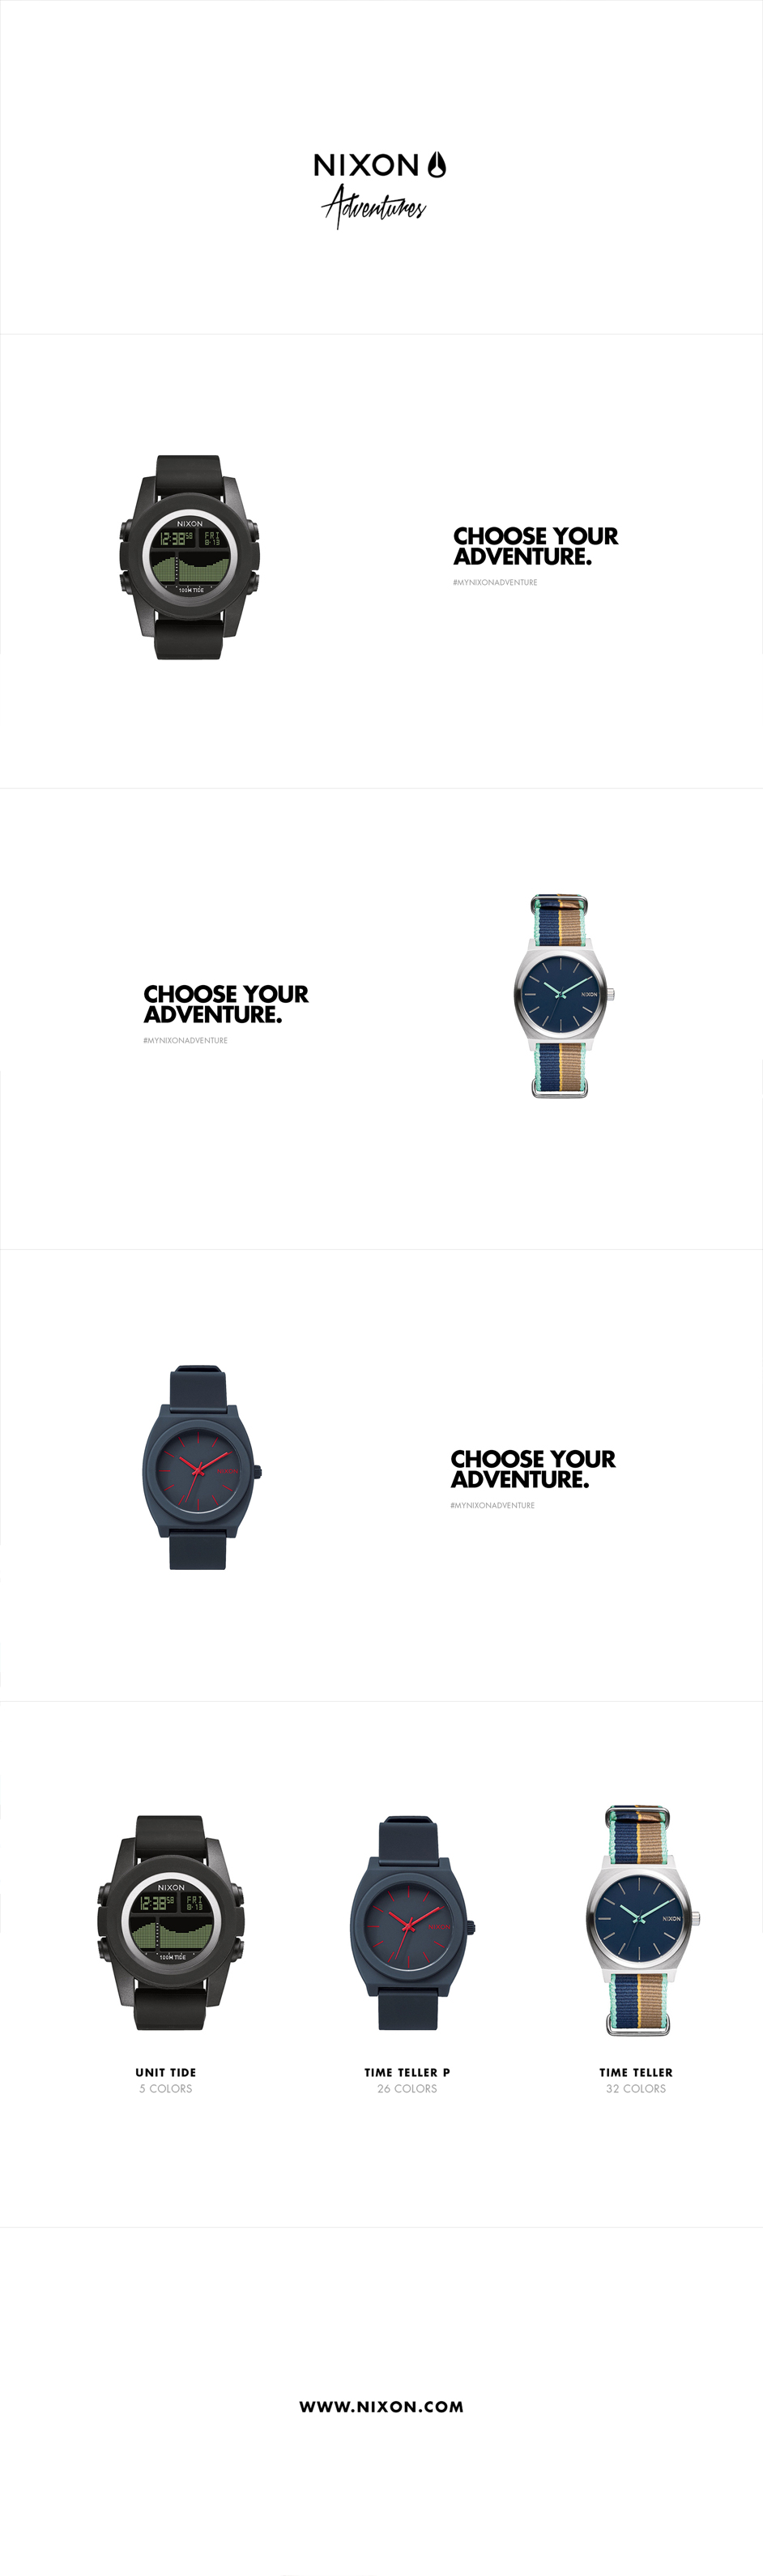 NIXON
Adventures
NIXON
12:38 58 FRI
8-13
100M TIDE
CHOOSE YOUR
ADVENTURE.
#MYNIXONADVENTURE
CHOOSE YOUR
ADVENTURE.
#MYNIXONADVENTURE
NIXON
NIXON
CHOOSE YOUR
ADVENTURE.
#MYNIXONADVENTURE
NIXON
12:38 58 FRI
8-13
100M TIDE
NIXON
NIXON
UNIT TIDE
5 COLORS
TIME TELLER P
26 COLORS
TIME TELLER
32 COLORS
WWW.NIXON.COM